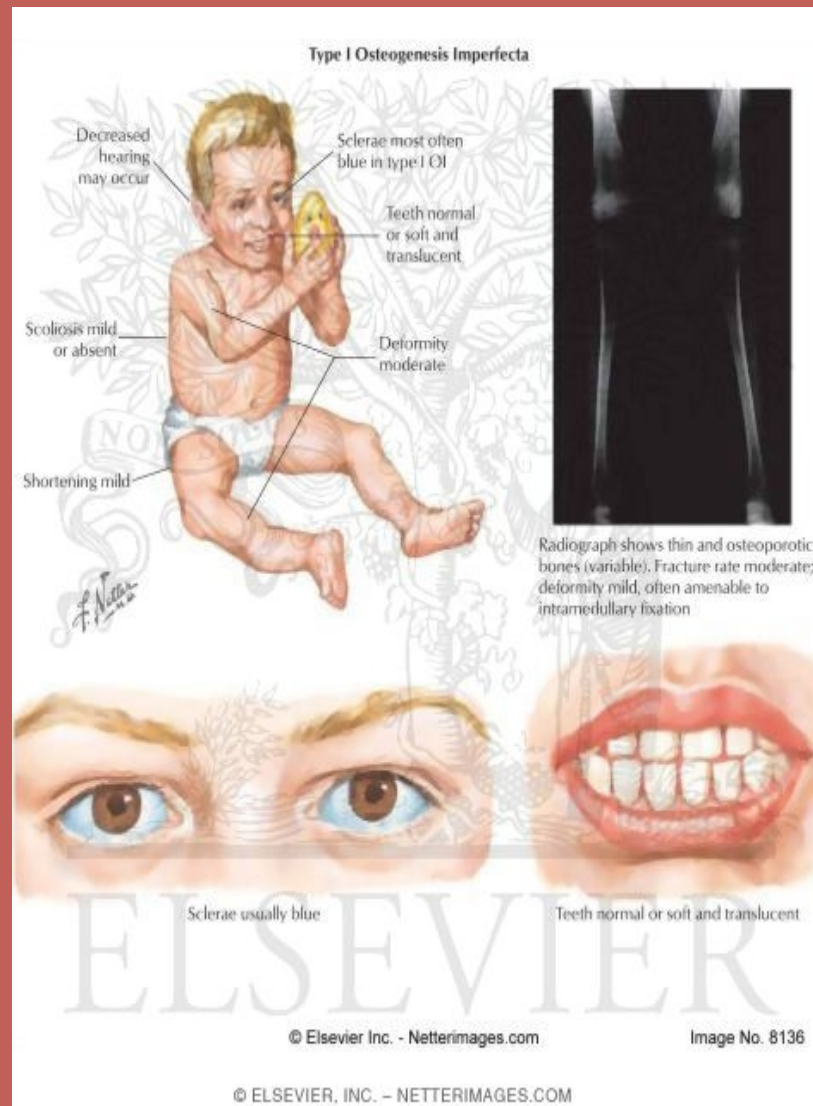 Type I Osteogenesis Imperfecta
Decreased
hearing
may occur
Sclerae most often
blue in type I OI
Teeth normal
or soft and
translucent
Scoliosis mild
or absent
Deformity
moderate
Shortening mild
Radiograph shows thin and osteoporotic
bones (variable). Fracture rate moderate;
deformity mild, often amenable to
intramedullary fixation
F. Netter
Sclerae usually blue
Teeth normal or soft and translucent
ELSEVIER
© Elsevier Inc. - Netterimages.com
Image No. 8136
© ELSEVIER, INC. – NETTERIMAGES.COM